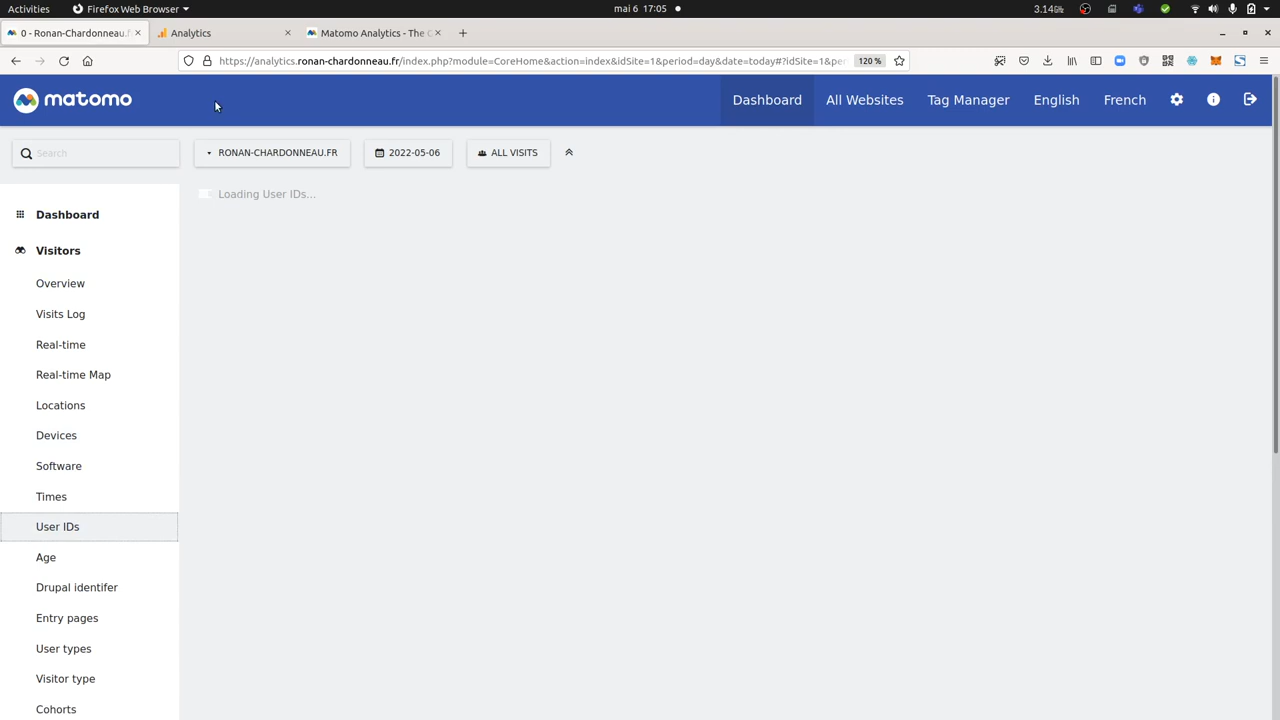 Activities
Firefox Web Browser
mai 6 17:05
3.14
0 - Ronan-Chardonneau.f
Analytics
Matomo Analytics - The
https://analytics.ronan-chardonneau.fr/index.php?module=CoreHome&action=index&idSite=1&period=day&date=today#?idSite=1&per
120 %
matomo
Dashboard
All Websites
Tag Manager
English
French
Search
RONAN-CHARDONNEAU.FR
2022-05-06
ALL VISITS
Loading User IDs...
Dashboard
Visitors
Overview
Visits Log
Real-time
Real-time Map
Locations
Devices
Software
Times
User IDs
Age
Drupal identifer
Entry pages
User types
Visitor type
Cohorts